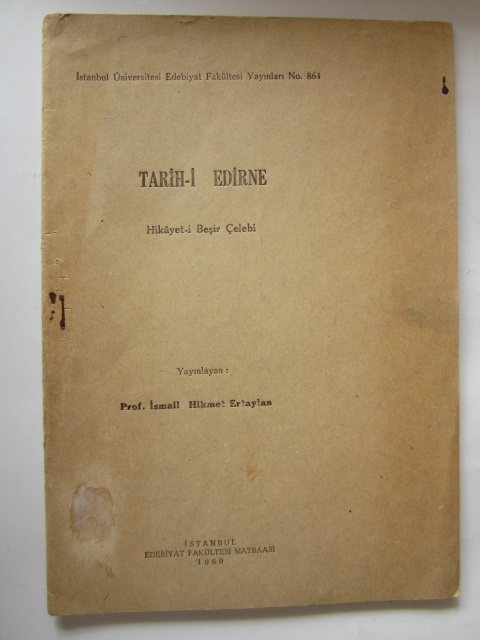 İstanbul Üniversitesi Edebiyat Fakültesi Yayınları No. 864
TARİH-İ EDİRNE
Hikâyet-i Beşir Çelebi
Yayınlayan :
Prof. İsmail Hikmet Ertaylan
İSTANBUL
EDEBİYAT FAKÜLTESİ MATBAASI
1960